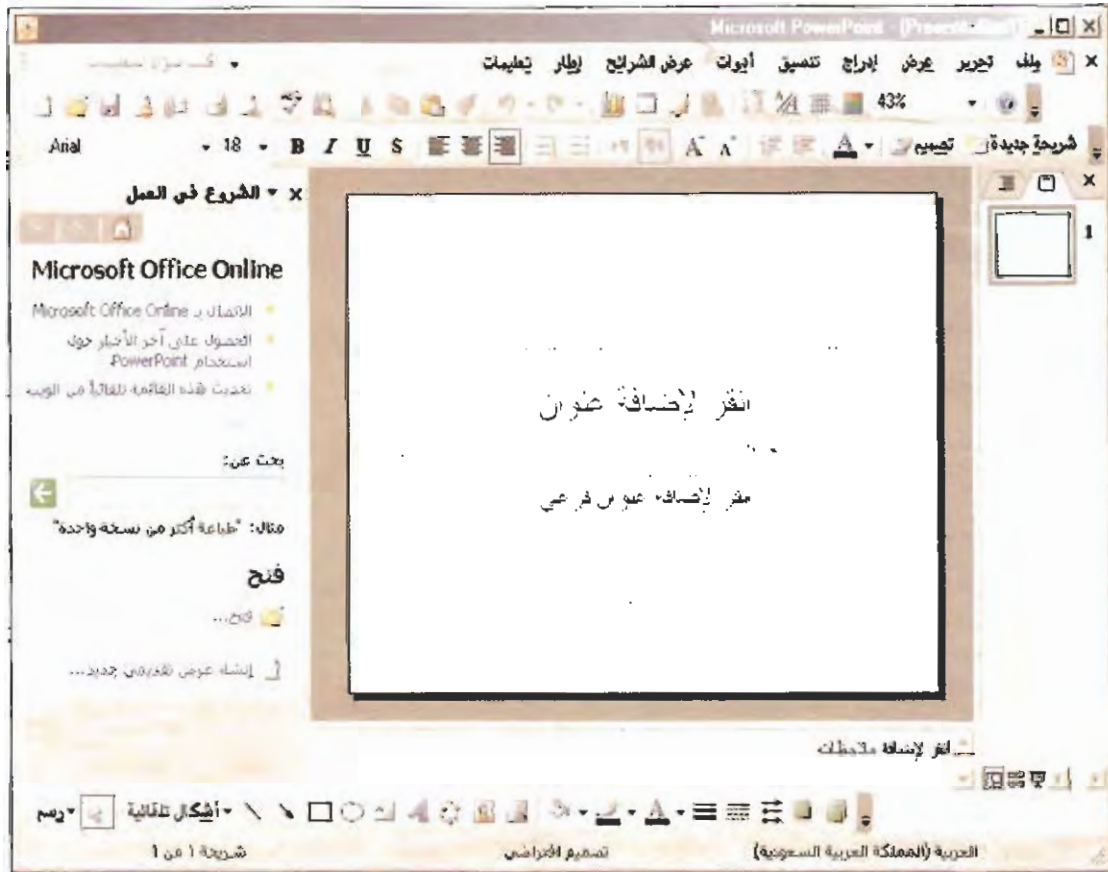 Microsoft PowerPoint
ملف تحرير عرض إدراج تنسيق أدوات عرض الشرائح إطار تعليمات
43%
Arial 18 B I U S
شريحة جديدة تصميم
الشروع في العمل
1
Microsoft Office Online
الاتصال بـ Microsoft Office Online
الحصول على آخر الأخبار حول
استخدام PowerPoint
تحديث هذه القائمة تلقائياً من الويب
بحث عن:
مثال: "طباعة أكثر من نسخة واحدة"
فتح
فتح...
إنشاء عرض تقديمي جديد...
انقر لإضافة عنوان
انقر لإضافة عنوان فرعي
انقر لإضافة ملاحظات
رسم أشكال تلقائية
شريحة 1 من 1 تصميم افتراضي العربية (المملكة العربية السعودية)